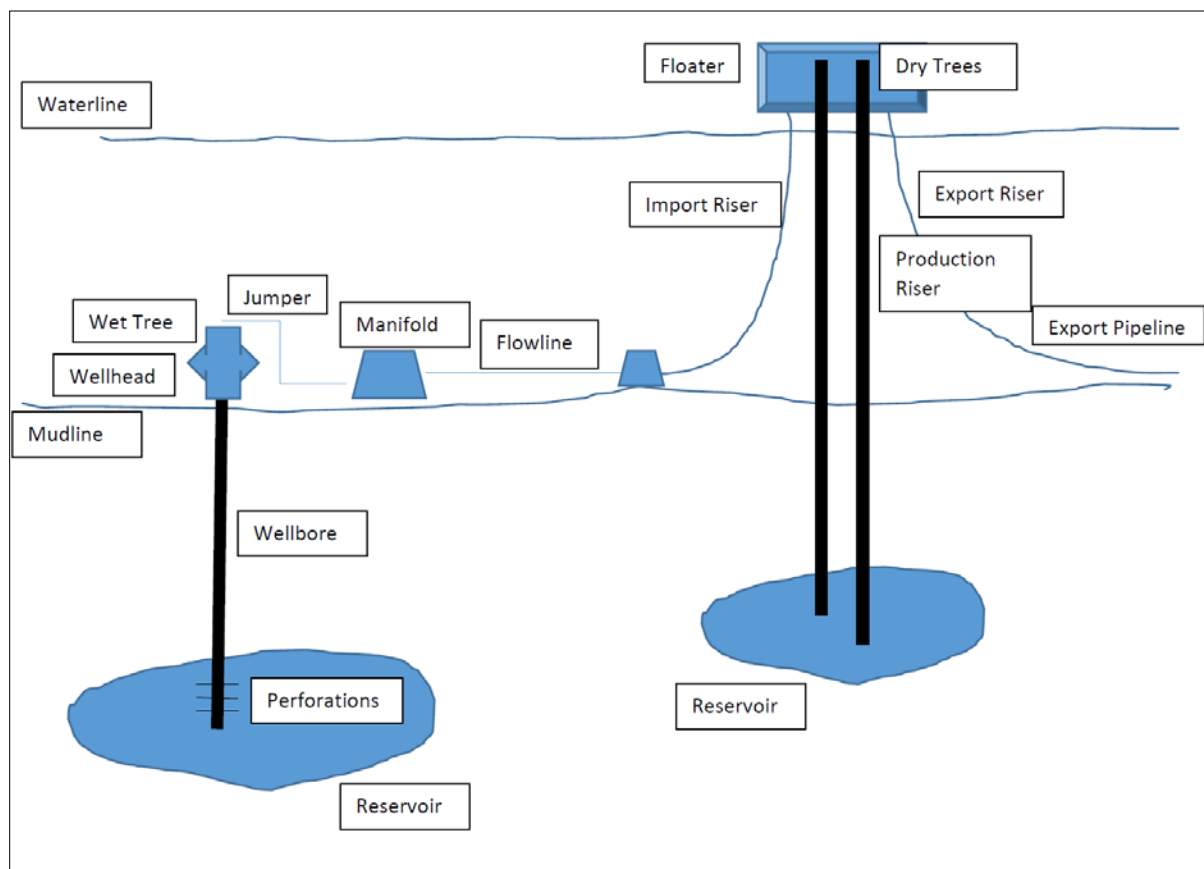 Floater
Dry Trees
Waterline
Import Riser
Export Riser
Production
Riser
Jumper
Wet Tree
Manifold
Flowline
Export Pipeline
Wellhead
Mudline
Wellbore
Perforations
Reservoir
Reservoir